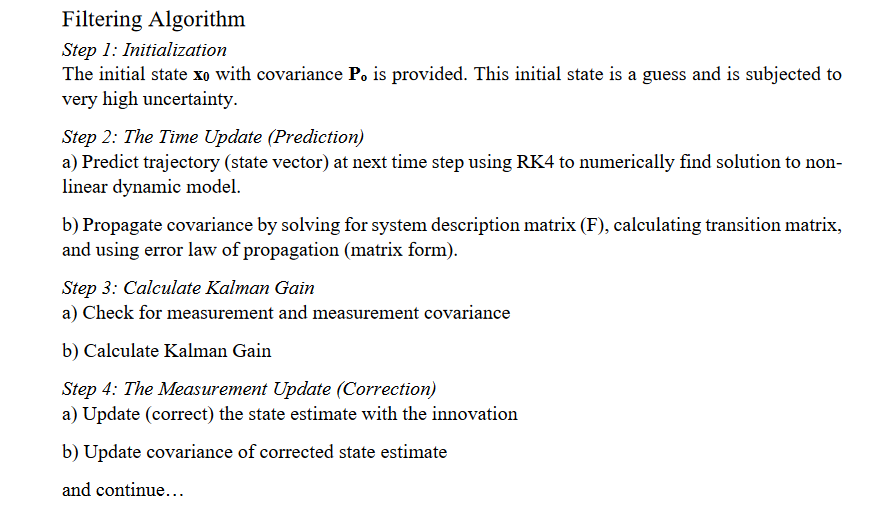 Filtering Algorithm
Step 1: Initialization
The initial state x₀ with covariance Pₒ is provided. This initial state is a guess and is subjected to
very high uncertainty.
Step 2: The Time Update (Prediction)
a) Predict trajectory (state vector) at next time step using RK4 to numerically find solution to non-
linear dynamic model.
b) Propagate covariance by solving for system description matrix (F), calculating transition matrix,
and using error law of propagation (matrix form).
Step 3: Calculate Kalman Gain
a) Check for measurement and measurement covariance
b) Calculate Kalman Gain
Step 4: The Measurement Update (Correction)
a) Update (correct) the state estimate with the innovation
b) Update covariance of corrected state estimate
and continue…